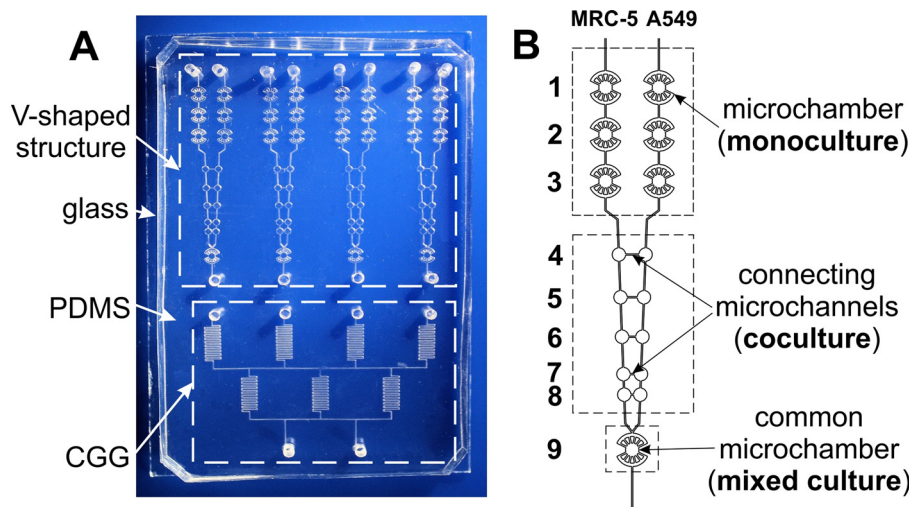 A
V-shaped
structure
glass
PDMS
CGG
B
MRC-5 A549
1
2
3
4
5
6
7
8
9
microchamber
(monoculture)
connecting
microchannels
(coculture)
common
microchamber
(mixed culture)